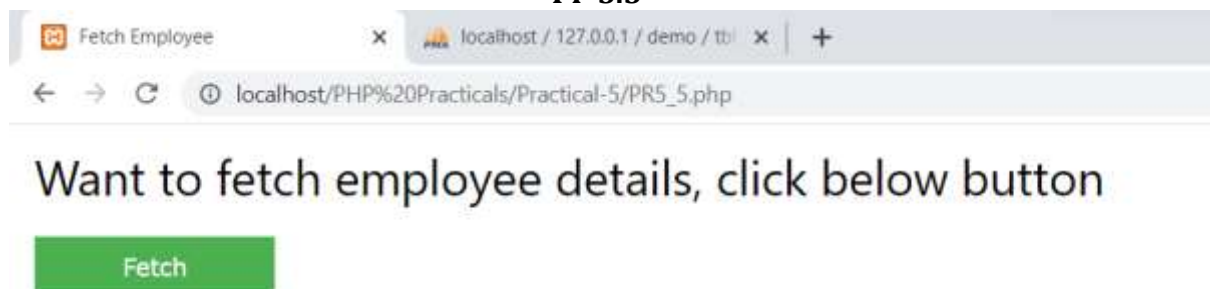 Fetch Employee
localhost / 127.0.0.1 / demo / tbl
localhost/PHP%20Practicals/Practical-5/PR5_5.php
Want to fetch employee details, click below button
Fetch